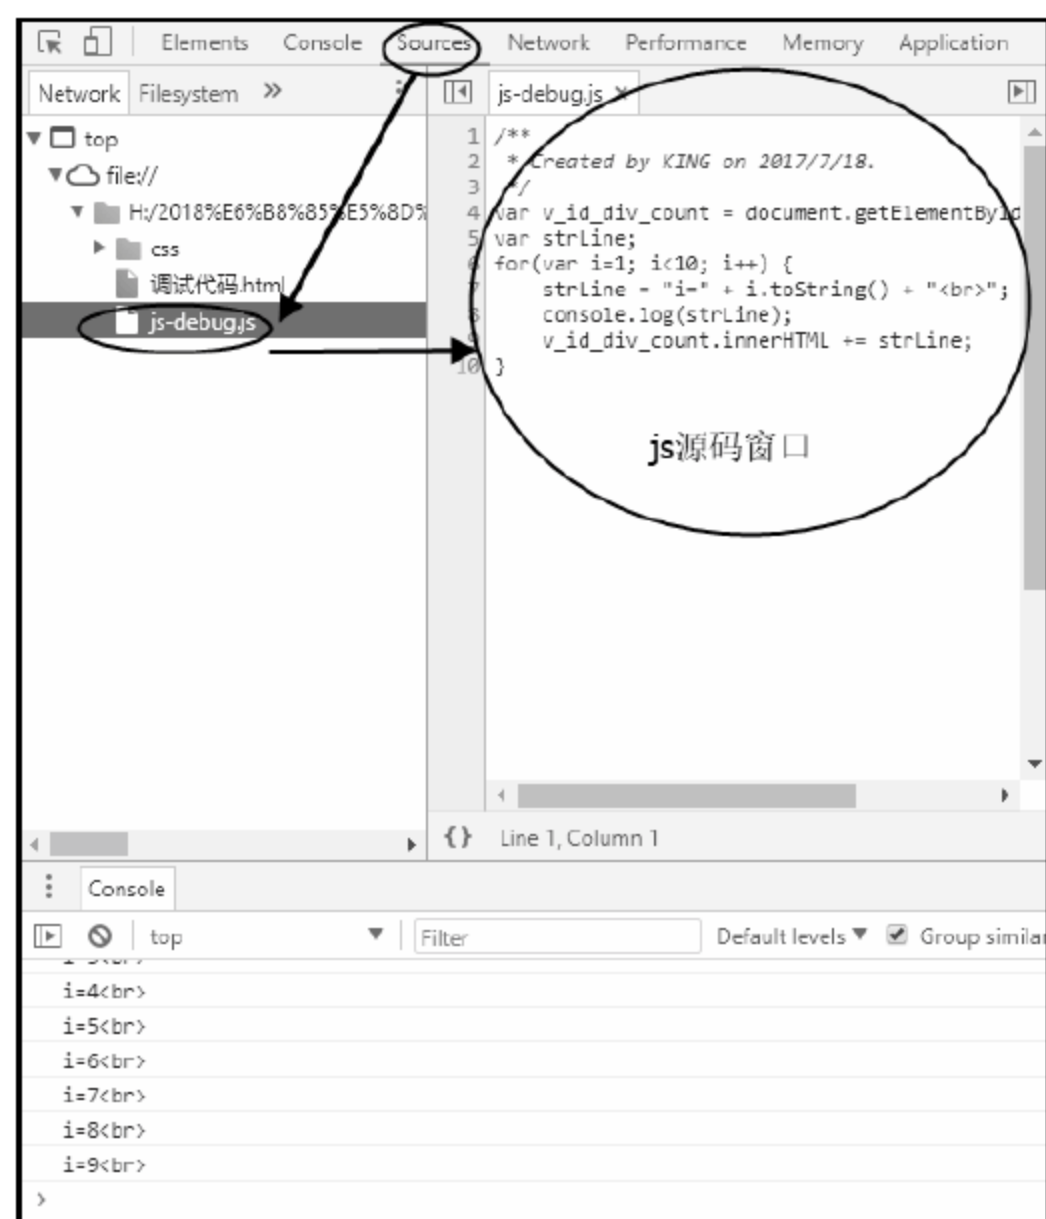 Elements Console Sources Network Performance Memory Application
Network Filesystem »
top
file://
H:/2018%E6%B8%85%E5%8D%
css
调试代码.html
js-debug.js
js-debug.js ×
1 /**
2 * Created by KING on 2017/7/18.
3 */
4 var v_id_div_count = document.getElementById
5 var strLine;
6 for(var i=1; i<10; i++) {
7 strLine = "i=" + i.toString() + "<br>";
8 console.log(strLine);
9 v_id_div_count.innerHTML += strLine;
10 }
js源码窗口
{} Line 1, Column 1
Console
top Filter Default levels Group similar
i=4<br>
i=5<br>
i=6<br>
i=7<br>
i=8<br>
i=9<br>
>